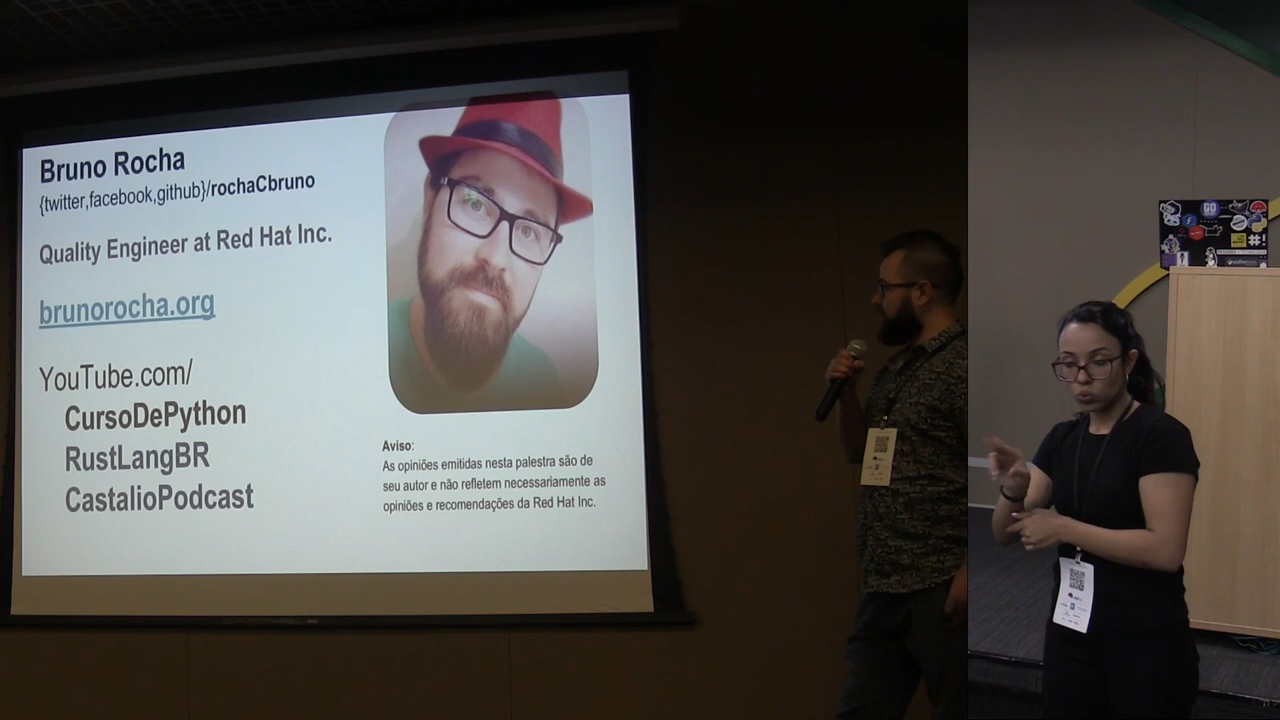 Bruno Rocha
{twitter,facebook,github}/rochaCbruno
Quality Engineer at Red Hat Inc.
brunorocha.org
YouTube.com/
CursoDePython
RustLangBR
CastalioPodcast
Aviso:
As opiniões emitidas nesta palestra são de
seu autor e não refletem necessariamente as
opiniões e recomendações da Red Hat Inc.
GO
#!